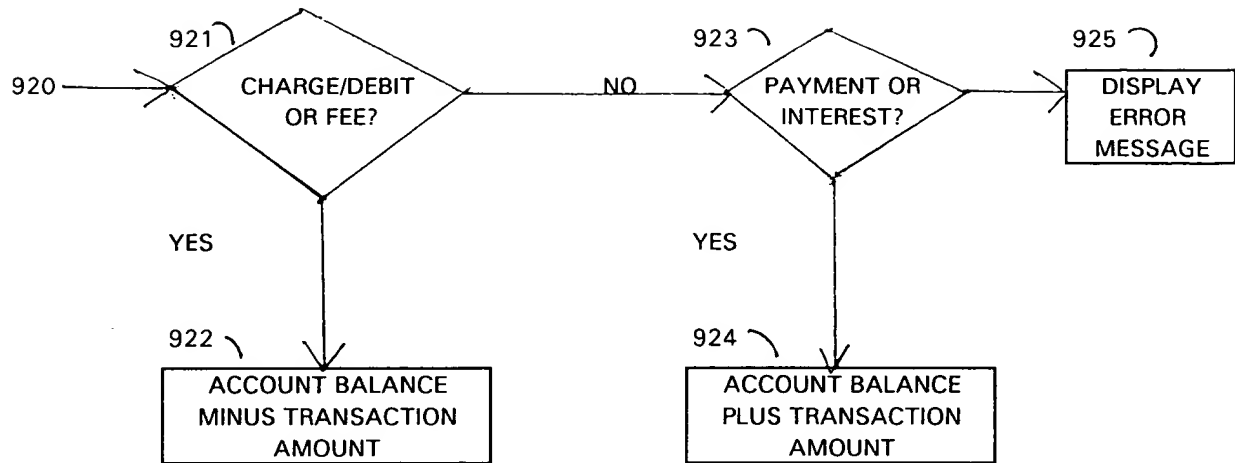 921
923
925
920
CHARGE/DEBIT
OR FEE?
NO
PAYMENT OR
INTEREST?
DISPLAY
ERROR
MESSAGE
YES
YES
922
924
ACCOUNT BALANCE
MINUS TRANSACTION
AMOUNT
ACCOUNT BALANCE
PLUS TRANSACTION
AMOUNT